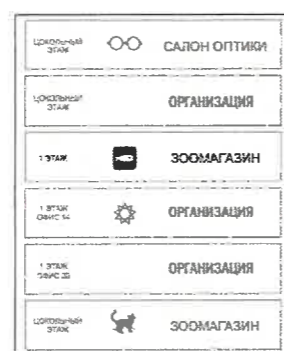 ЦОКОЛЬНЫЙ
ЭТАЖ
САЛОН ОПТИКИ
ЦОКОЛЬНЫЙ
ЭТАЖ
ОРГАНИЗАЦИЯ
1 ЭТАЖ
ЗООМАГАЗИН
1 ЭТАЖ
ОФИС
ОРГАНИЗАЦИЯ
1 ЭТАЖ
ОФИС
ОРГАНИЗАЦИЯ
ЦОКОЛЬНЫЙ
ЭТАЖ
ЗООМАГАЗИН